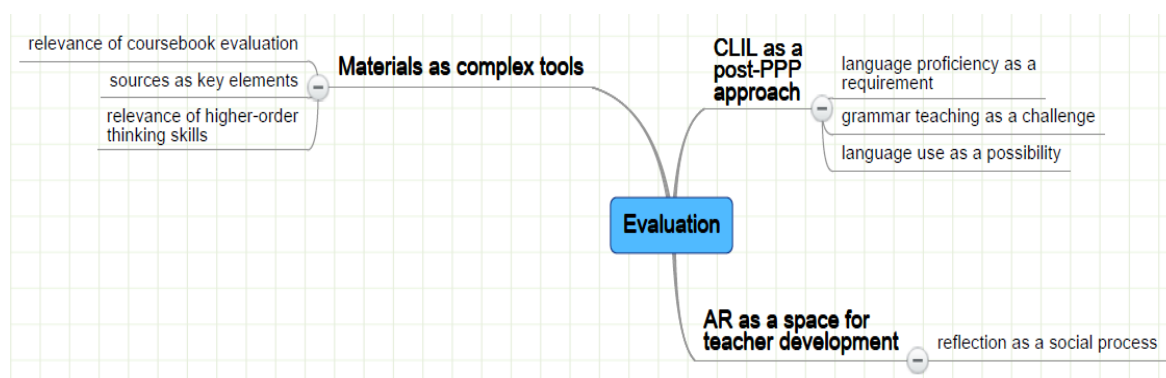 relevance of coursebook evaluation
sources as key elements
relevance of higher-order
thinking skills
Materials as complex tools
CLIL as a
post-PPP
approach
language proficiency as a
requirement
grammar teaching as a challenge
language use as a possibility
Evaluation
AR as a space for
teacher development
reflection as a social process